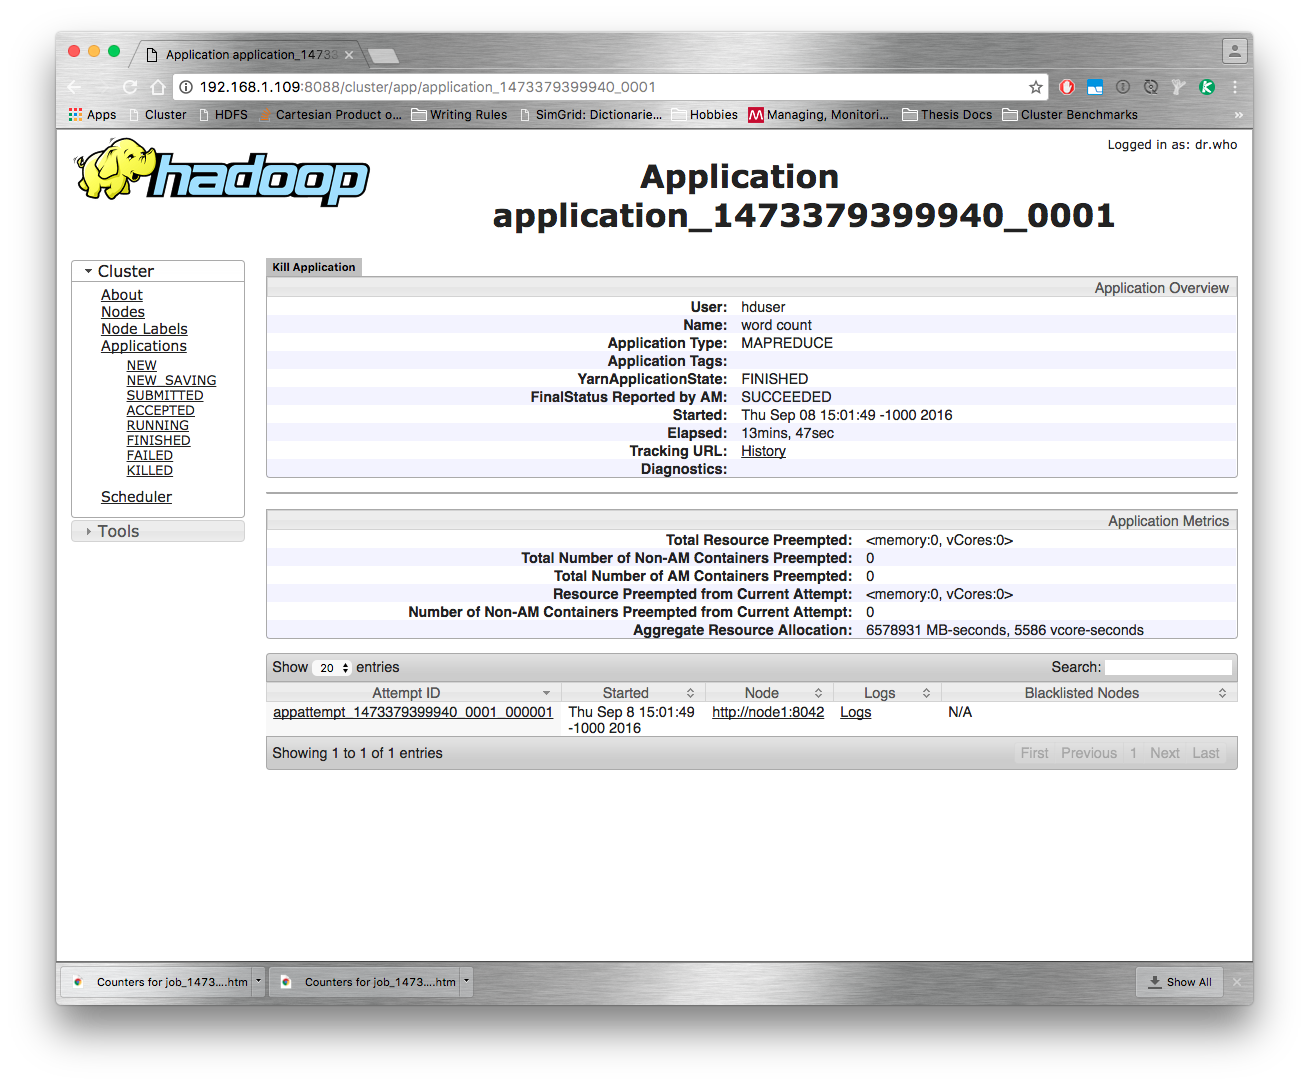 Application application_14733
192.168.1.109:8088/cluster/app/application_1473379399940_0001
Apps Cluster HDFS Cartesian Product o... Writing Rules SimGrid: Dictionarie... Hobbies Managing, Monitori... Thesis Docs Cluster Benchmarks »
Logged in as: dr.who
hadoop
Application
application_1473379399940_0001
Cluster
About
Nodes
Node Labels
Applications
NEW
NEW_SAVING
SUBMITTED
ACCEPTED
RUNNING
FINISHED
FAILED
KILLED
Scheduler
Tools
Kill Application
Application Overview
User: hduser
Name: word count
Application Type: MAPREDUCE
Application Tags:
YarnApplicationState: FINISHED
FinalStatus Reported by AM: SUCCEEDED
Started: Thu Sep 08 15:01:49 -1000 2016
Elapsed: 13mins, 47sec
Tracking URL: History
Diagnostics:
Application Metrics
Total Resource Preempted: <memory:0, vCores:0>
Total Number of Non-AM Containers Preempted: 0
Total Number of AM Containers Preempted: 0
Resource Preempted from Current Attempt: <memory:0, vCores:0>
Number of Non-AM Containers Preempted from Current Attempt: 0
Aggregate Resource Allocation: 6578931 MB-seconds, 5586 vcore-seconds
Show 20 entries Search:
Attempt ID Started Node Logs Blacklisted Nodes
appattempt_1473379399940_0001_000001 Thu Sep 8 15:01:49 http://node1:8042 Logs N/A
-1000 2016
Showing 1 to 1 of 1 entries First Previous 1 Next Last
Counters for job_1473....htm Counters for job_1473....htm Show All